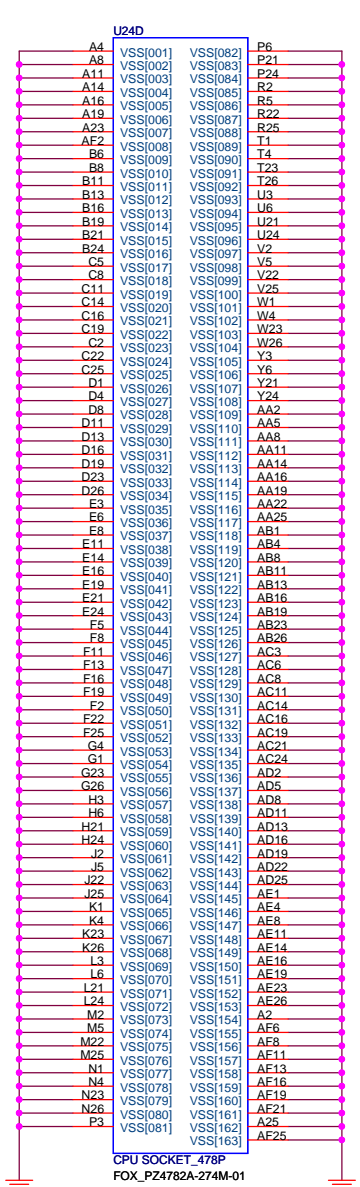 U24D
A4 VSS[001] VSS[082] P6
A8 VSS[002] VSS[083] P21
A11 VSS[003] VSS[084] P24
A14 VSS[004] VSS[085] R2
A16 VSS[005] VSS[086] R5
A19 VSS[006] VSS[087] R22
A23 VSS[007] VSS[088] R25
AF2 VSS[008] VSS[089] T1
B6 VSS[009] VSS[090] T4
B8 VSS[010] VSS[091] T23
B11 VSS[011] VSS[092] T26
B13 VSS[012] VSS[093] U3
B16 VSS[013] VSS[094] U6
B19 VSS[014] VSS[095] U21
B21 VSS[015] VSS[096] U24
B24 VSS[016] VSS[097] V2
C5 VSS[017] VSS[098] V5
C8 VSS[018] VSS[099] V22
C11 VSS[019] VSS[100] V25
C14 VSS[020] VSS[101] W1
C16 VSS[021] VSS[102] W4
C19 VSS[022] VSS[103] W23
C2 VSS[023] VSS[104] W26
C22 VSS[024] VSS[105] Y3
C25 VSS[025] VSS[106] Y6
D1 VSS[026] VSS[107] Y21
D4 VSS[027] VSS[108] Y24
D8 VSS[028] VSS[109] AA2
D11 VSS[029] VSS[110] AA5
D13 VSS[030] VSS[111] AA8
D16 VSS[031] VSS[112] AA11
D19 VSS[032] VSS[113] AA14
D23 VSS[033] VSS[114] AA16
D26 VSS[034] VSS[115] AA19
E3 VSS[035] VSS[116] AA22
E6 VSS[036] VSS[117] AA25
E8 VSS[037] VSS[118] AB1
E11 VSS[038] VSS[119] AB4
E14 VSS[039] VSS[120] AB8
E16 VSS[040] VSS[121] AB11
E19 VSS[041] VSS[122] AB13
E21 VSS[042] VSS[123] AB16
E24 VSS[043] VSS[124] AB19
F5 VSS[044] VSS[125] AB23
F8 VSS[045] VSS[126] AB26
F11 VSS[046] VSS[127] AC3
F13 VSS[047] VSS[128] AC6
F16 VSS[048] VSS[129] AC8
F19 VSS[049] VSS[130] AC11
F2 VSS[050] VSS[131] AC14
F22 VSS[051] VSS[132] AC16
F25 VSS[052] VSS[133] AC19
G4 VSS[053] VSS[134] AC21
G1 VSS[054] VSS[135] AC24
G23 VSS[055] VSS[136] AD2
G26 VSS[056] VSS[137] AD5
H3 VSS[057] VSS[138] AD8
H6 VSS[058] VSS[139] AD11
H21 VSS[059] VSS[140] AD13
H24 VSS[060] VSS[141] AD16
J2 VSS[061] VSS[142] AD19
J5 VSS[062] VSS[143] AD22
J22 VSS[063] VSS[144] AD25
J25 VSS[064] VSS[145] AE1
K1 VSS[065] VSS[146] AE4
K4 VSS[066] VSS[147] AE8
K23 VSS[067] VSS[148] AE11
K26 VSS[068] VSS[149] AE14
L3 VSS[069] VSS[150] AE16
L6 VSS[070] VSS[151] AE19
L21 VSS[071] VSS[152] AE23
L24 VSS[072] VSS[153] AE26
M2 VSS[073] VSS[154] A2
M5 VSS[074] VSS[155] AF6
M22 VSS[075] VSS[156] AF8
M25 VSS[076] VSS[157] AF11
N1 VSS[077] VSS[158] AF13
N4 VSS[078] VSS[159] AF16
N23 VSS[079] VSS[160] AF19
N26 VSS[080] VSS[161] AF21
P3 VSS[081] VSS[162] A25
VSS[163] AF25
CPU SOCKET_478P
FOX_PZ4782A-274M-01